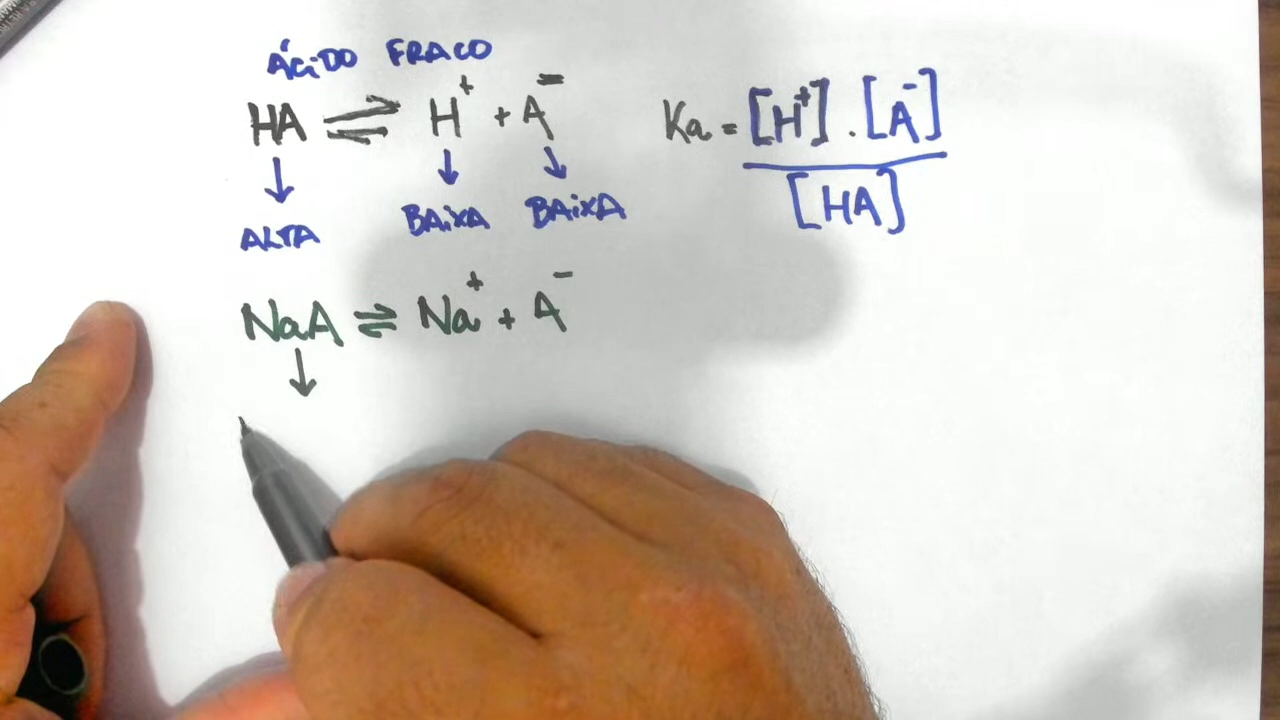 ÁCIDO FRACO
HA ⇌ H⁺ + A⁻
Ka = [H⁺] . [A⁻] / [HA]
↓ ↓ ↓
ALTA BAIXA BAIXA
NaA ⇌ Na⁺ + A⁻
↓